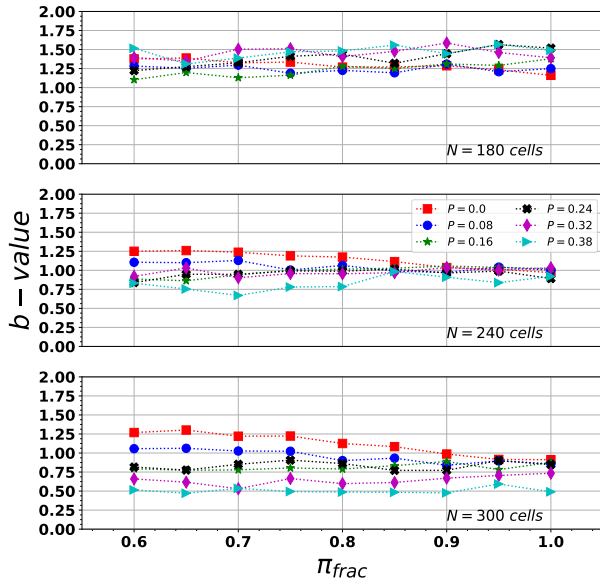 2.00
1.75
1.50
1.25
1.00
0.75
0.50
0.25
0.00
N = 180 cells
2.00
1.75
1.50
1.25
1.00
0.75
0.50
0.25
0.00
P = 0.0
P = 0.08
P = 0.16
P = 0.24
P = 0.32
P = 0.38
N = 240 cells
b − value
2.00
1.75
1.50
1.25
1.00
0.75
0.50
0.25
0.00
N = 300 cells
0.6 0.7 0.8 0.9 1.0
π_frac